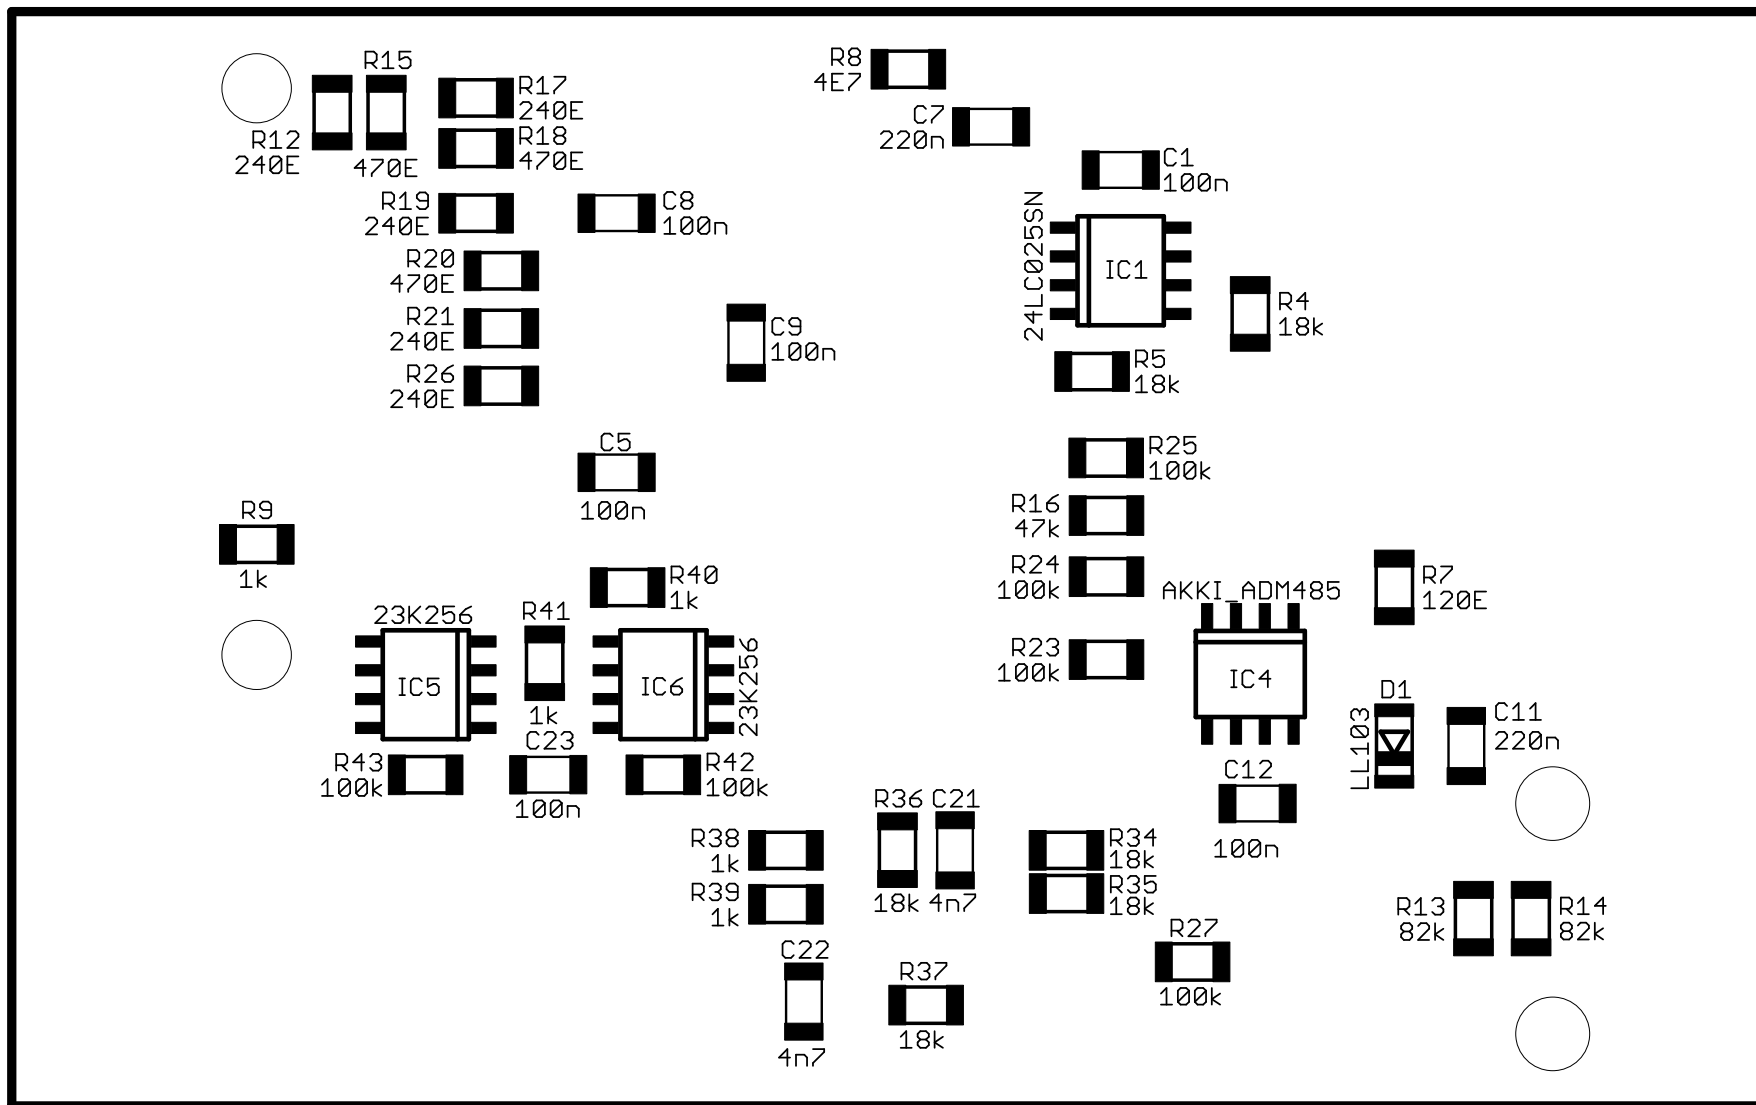 R15
R12
240E
470E
R17
240E
R18
470E
R19
240E
R20
470E
R21
240E
R26
240E
C8
100n
C9
100n
C5
100n
R8
4E7
C7
220n
C1
100n
24LC025SN
IC1
R4
18k
R5
18k
R25
100k
R16
47k
R24
100k
R23
100k
R9
1k
R40
1k
R41
1k
23K256
IC5
IC6
23K256
R43
100k
C23
100n
R42
100k
AKKI_ADM485
IC4
R7
120E
D1
LL103
C11
220n
C12
100n
R36
18k
C21
4n7
R38
1k
R39
1k
R34
18k
R35
18k
C22
4n7
R37
18k
R27
100k
R13
82k
R14
82k